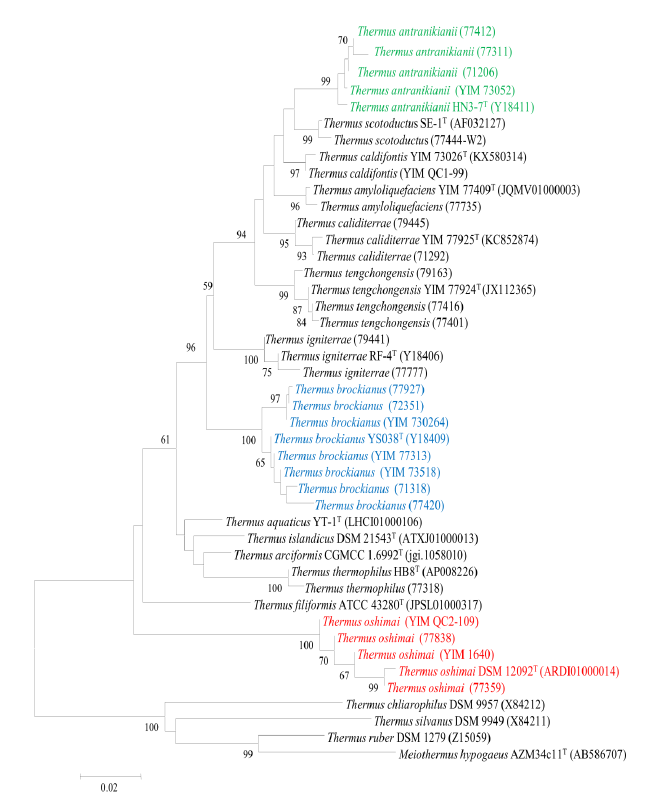 Thermus antranikianii (77412)
70
Thermus antranikianii (77311)
Thermus antranikianii (71206)
99
Thermus antranikianii (YIM 73052)
Thermus antranikianii HN3-7ᵀ (Y18411)
Thermus scotoductus SE-1ᵀ (AF032127)
99
Thermus scotoductus (77444-W2)
Thermus caldifontis YIM 73026ᵀ (KX580314)
97
Thermus caldifontis (YIM QC1-99)
Thermus amyloliquefaciens YIM 77409ᵀ (JQMV01000003)
96
Thermus amyloliquefaciens (77735)
Thermus caliditerrae (79445)
94
95
Thermus caliditerrae YIM 77925ᵀ (KC852874)
93
Thermus caliditerrae (71292)
Thermus tengchongensis (79163)
59
99
Thermus tengchongensis YIM 77924ᵀ (JX112365)
87
Thermus tengchongensis (77416)
84
Thermus tengchongensis (77401)
Thermus igniterrae (79441)
96
100
Thermus igniterrae RF-4ᵀ (Y18406)
75
Thermus igniterrae (77777)
Thermus brockianus (77927)
97
Thermus brockianus (72351)
Thermus brockianus (YIM 730264)
61
100
Thermus brockianus YS038ᵀ (Y18409)
65
Thermus brockianus (YIM 77313)
Thermus brockianus (YIM 73518)
Thermus brockianus (71318)
Thermus brockianus (77420)
Thermus aquaticus YT-1ᵀ (LHCI01000106)
Thermus islandicus DSM 21543ᵀ (ATXJ01000013)
Thermus arciformis CGMCC 1.6992ᵀ (jgi.1058010)
Thermus thermophilus HB8ᵀ (AP008226)
100
Thermus thermophilus (77318)
Thermus filiformis ATCC 43280ᵀ (JPSL01000317)
Thermus oshimai (YIM QC2-109)
100
Thermus oshimai (77838)
70
Thermus oshimai (YIM 1640)
67
Thermus oshimai DSM 12092ᵀ (ARDI01000014)
99
Thermus oshimai (77359)
Thermus chliarophilus DSM 9957 (X84212)
100
Thermus silvanus DSM 9949 (X84211)
Thermus ruber DSM 1279 (Z15059)
99
Meiothermus hypogaeus AZM34c11ᵀ (AB586707)
0.02